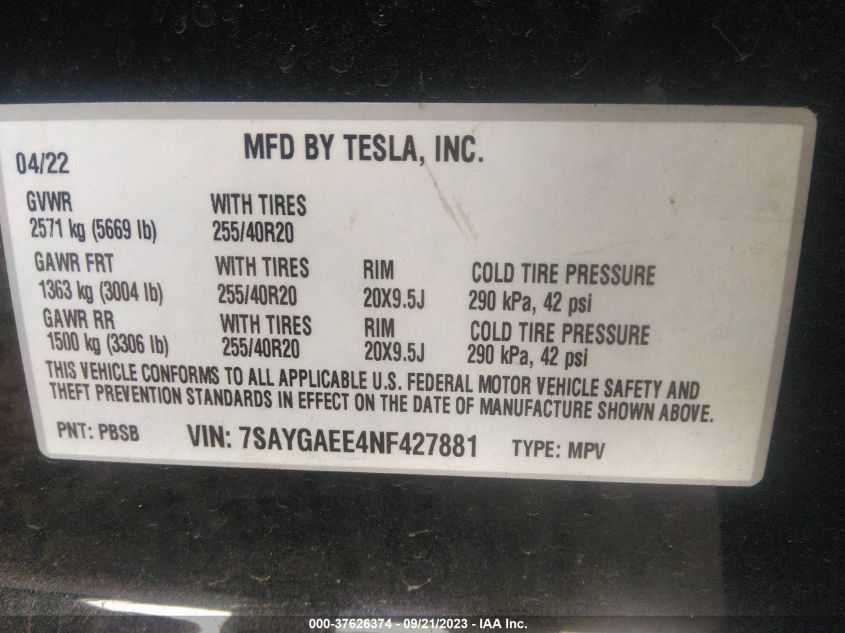 MFD BY TESLA, INC.
04/22
GVWR WITH TIRES
2571 kg (5669 lb) 255/40R20
GAWR FRT WITH TIRES RIM COLD TIRE PRESSURE
1363 kg (3004 lb) 255/40R20 20X9.5J 290 kPa, 42 psi
GAWR RR WITH TIRES RIM COLD TIRE PRESSURE
1500 kg (3306 lb) 255/40R20 20X9.5J 290 kPa, 42 psi
THIS VEHICLE CONFORMS TO ALL APPLICABLE U.S. FEDERAL MOTOR VEHICLE SAFETY AND
THEFT PREVENTION STANDARDS IN EFFECT ON THE DATE OF MANUFACTURE SHOWN ABOVE.
PNT: PBSB VIN: 7SAYGAEE4NF427881 TYPE: MPV
000-37626374 - 09/21/2023 - IAA Inc.